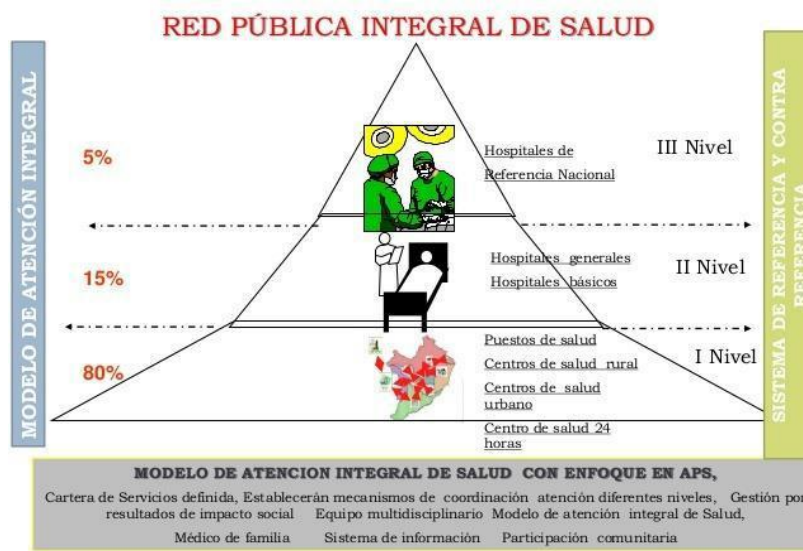 RED PÚBLICA INTEGRAL DE SALUD
MODELO DE ATENCIÓN INTEGRAL
5%
Hospitales de
Referencia Nacional
III Nivel
15%
Hospitales generales
Hospitales básicos
II Nivel
80%
Puestos de salud
Centros de salud rural
Centros de salud
urbano
Centro de salud 24
horas
I Nivel
SISTEMA DE REFERENCIA Y CONTRA
REFERENCIA
MODELO DE ATENCION INTEGRAL DE SALUD CON ENFOQUE EN APS,
Cartera de Servicios definida, Establecerán mecanismos de coordinación atención diferentes niveles, Gestión por
resultados de impacto social Equipo multidisciplinario Modelo de atención integral de Salud,
Médico de familia Sistema de información Participación comunitaria